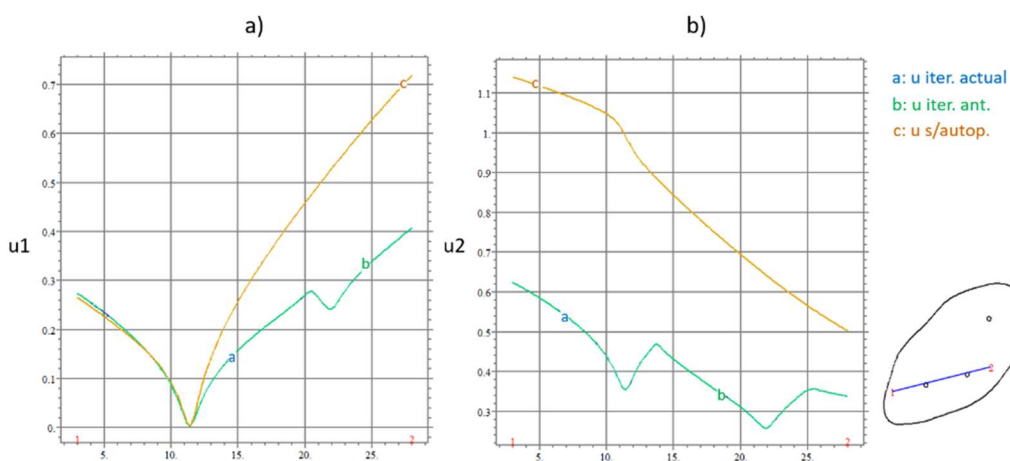 a)
b)
a: u iter. actual
b: u iter. ant.
c: u s/autop.
u1
0.7
0.6
0.5
0.4
0.3
0.2
0.1
0.
c
b
a
1
2
5.
10.
15.
20.
25.
u2
1.1
1.
0.9
0.8
0.7
0.6
0.5
0.4
0.3
c
a
b
1
2
5.
10.
15.
20.
25.
1
2